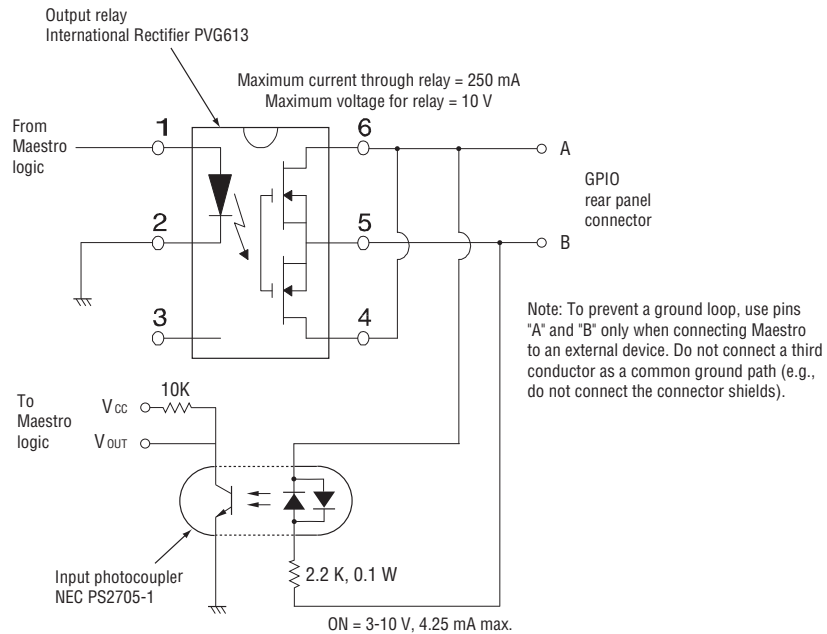 Output relay
International Rectifier PVG613
Maximum current through relay = 250 mA
Maximum voltage for relay = 10 V
From
Maestro
logic
1
6
A
GPIO
rear panel
connector
2
5
B
3
4
Note: To prevent a ground loop, use pins
"A" and "B" only when connecting Maestro
to an external device. Do not connect a third
conductor as a common ground path (e.g.,
do not connect the connector shields).
To
Maestro
logic
10K
VCC
VOUT
2.2 K, 0.1 W
Input photocoupler
NEC PS2705-1
ON = 3-10 V, 4.25 mA max.